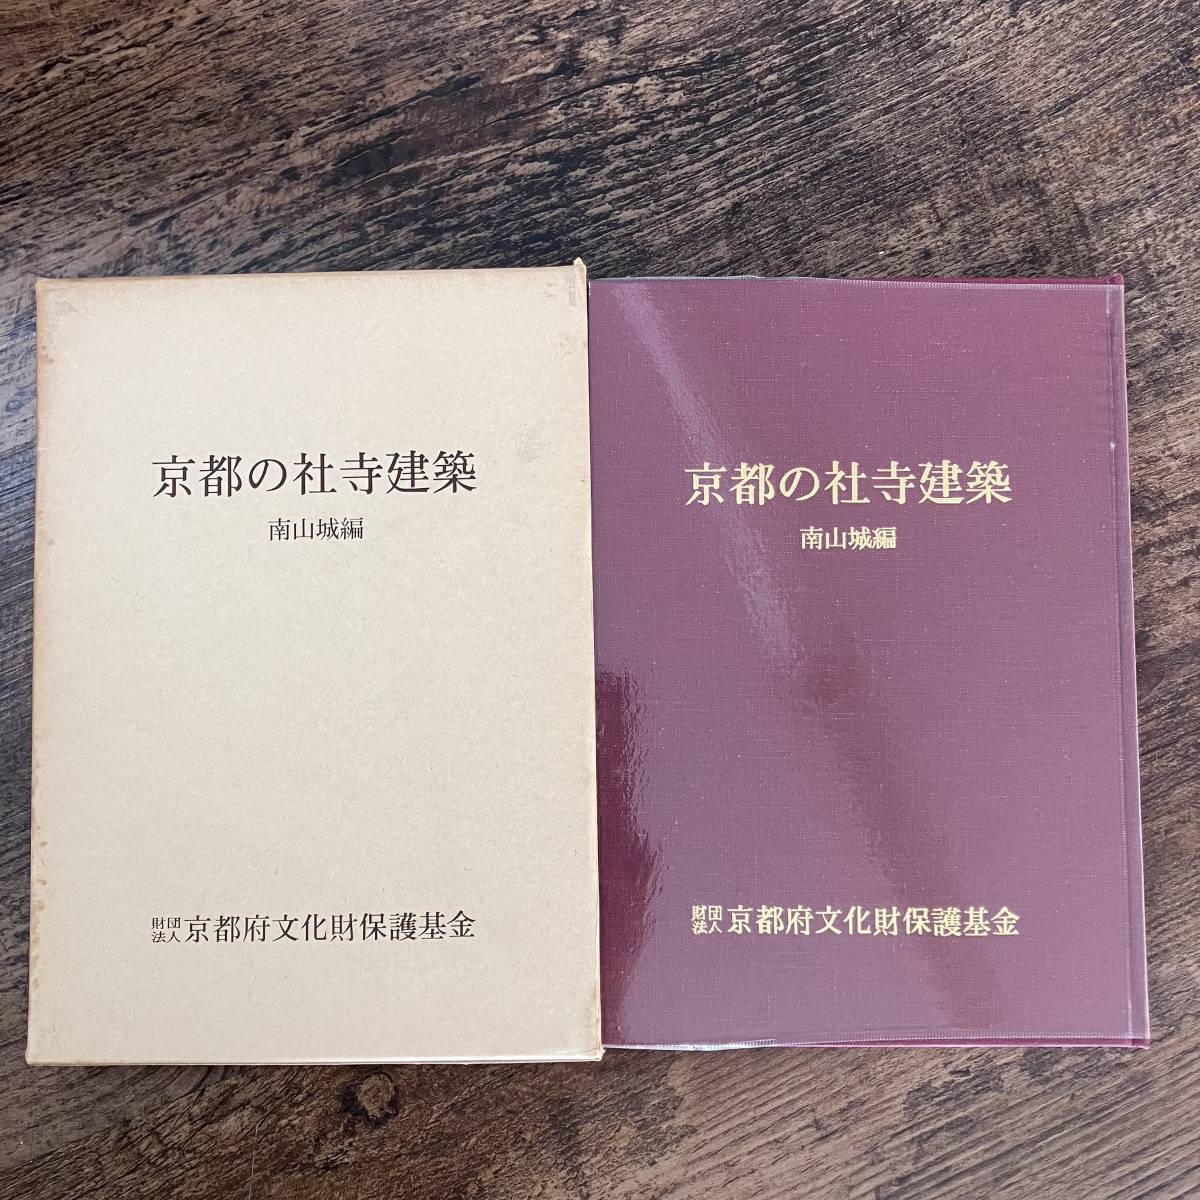 京都の社寺建築
南山城編
財団法人 京都府文化財保護基金
京都の社寺建築
南山城編
財団法人 京都府文化財保護基金